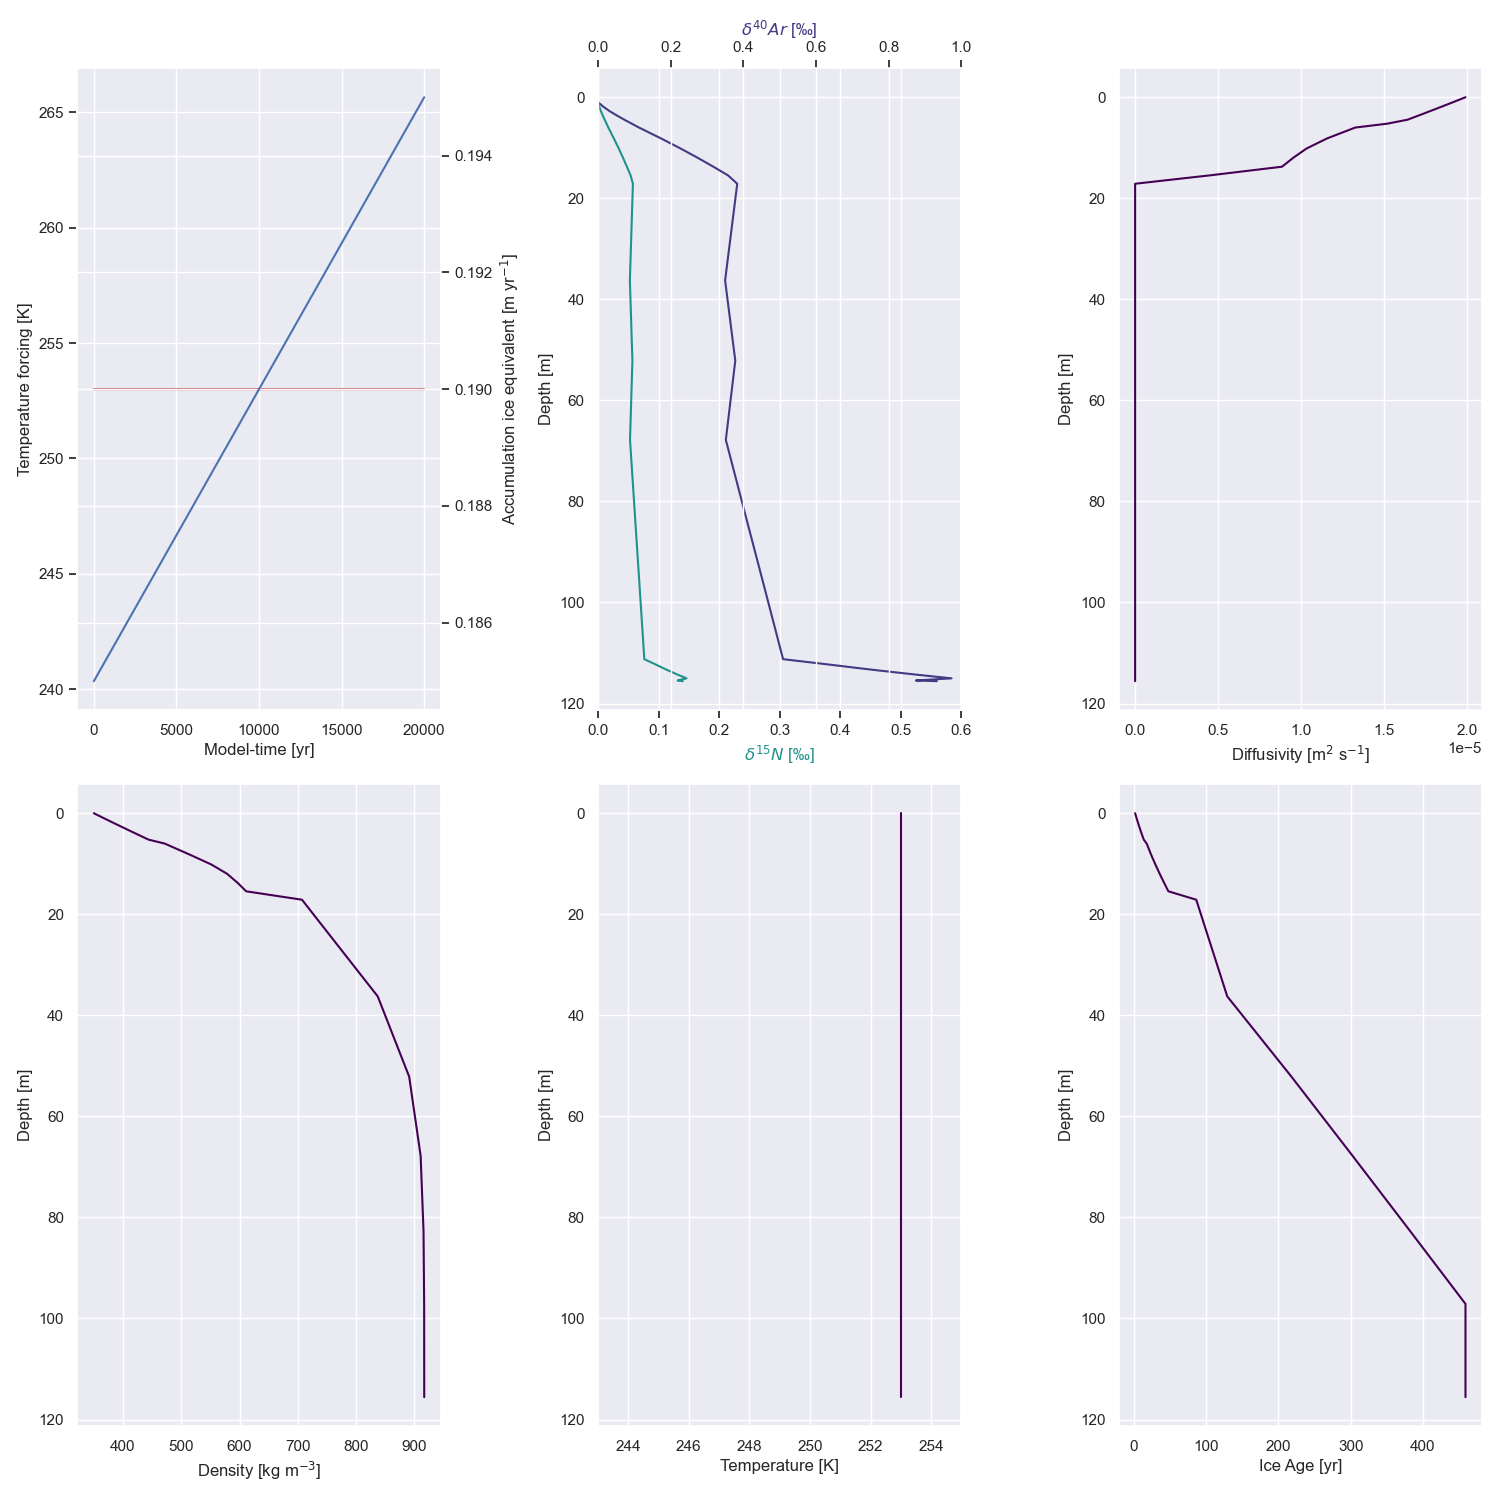 δ⁴⁰Ar [‰]
0.0 0.2 0.4 0.6 0.8 1.0
Temperature forcing [K]
265
260
255
250
245
240
0 5000 10000 15000 20000
Model-time [yr]
0.194
0.192
0.190
0.188
0.186
Accumulation ice equivalent [m yr⁻¹]
Depth [m]
0
20
40
60
80
100
120
0.0 0.1 0.2 0.3 0.4 0.5 0.6
δ¹⁵N [‰]
Depth [m]
0
20
40
60
80
100
120
0.0 0.5 1.0 1.5 2.0
1e−5
Diffusivity [m² s⁻¹]
Depth [m]
0
20
40
60
80
100
120
400 500 600 700 800 900
Density [kg m⁻³]
Depth [m]
0
20
40
60
80
100
120
244 246 248 250 252 254
Temperature [K]
Depth [m]
0
20
40
60
80
100
120
0 100 200 300 400
Ice Age [yr]